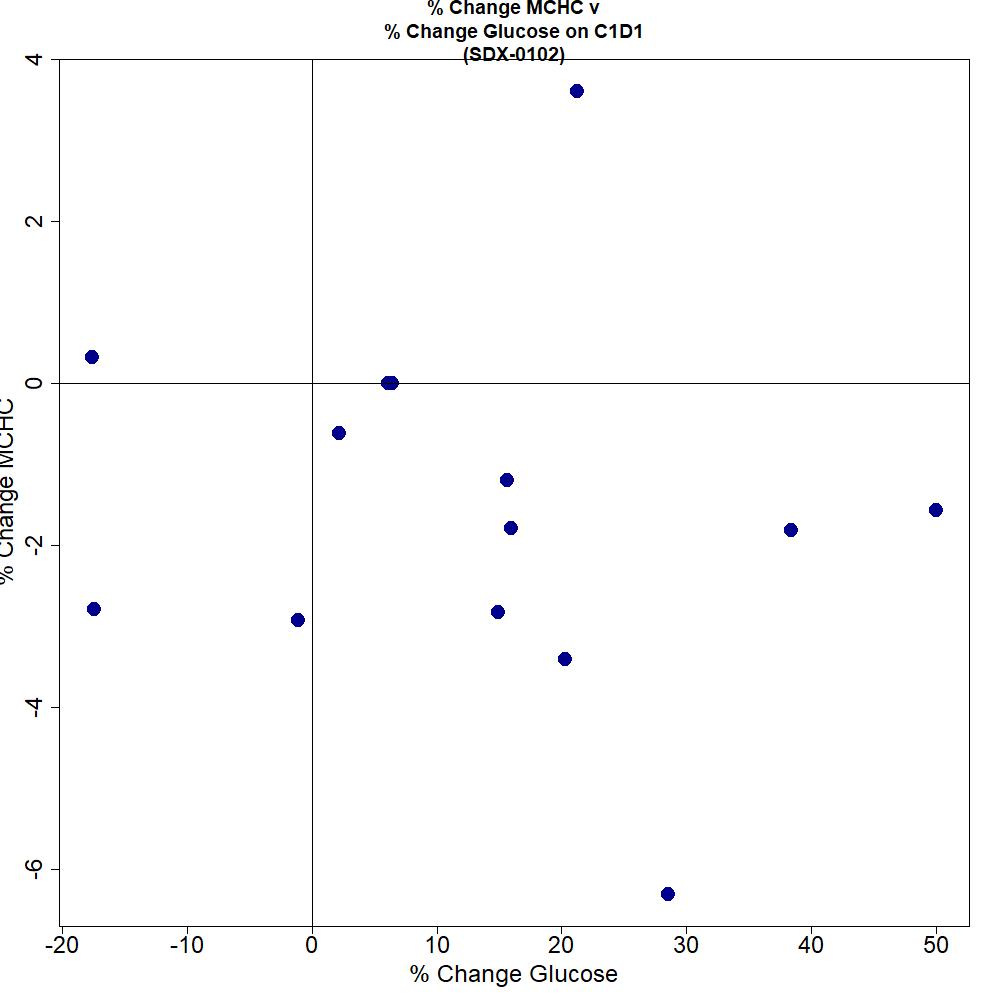 % Change MCHC v
% Change Glucose on C1D1
(SDX-0102)
4
2
0
-2
-4
-6
% Change MCHC
-20 -10 0 10 20 30 40 50
% Change Glucose